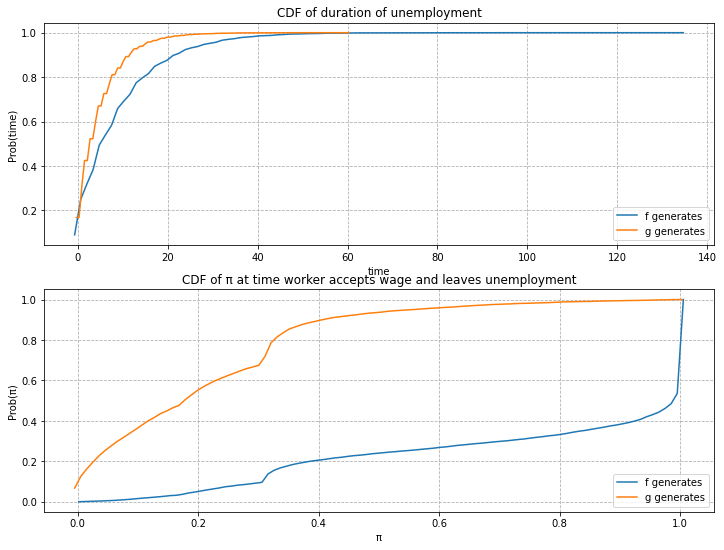 CDF of duration of unemployment
Prob(time)
1.0
0.8
0.6
0.4
0.2
0 20 40 60 80 100 120 140
time
f generates
g generates
CDF of π at time worker accepts wage and leaves unemployment
Prob(π)
1.0
0.8
0.6
0.4
0.2
0.0
0.0 0.2 0.4 0.6 0.8 1.0
π
f generates
g generates